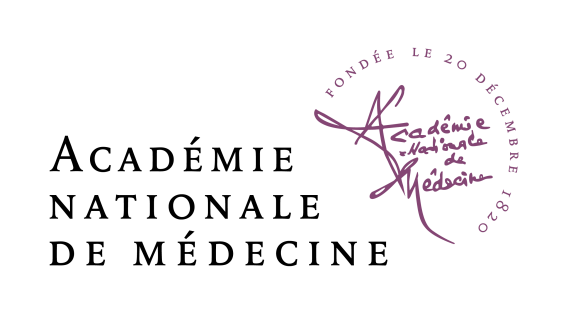 FONDÉE LE 20 DÉCEMBRE 1820
Académie
Nationale
de
Médecine
ACADÉMIE
NATIONALE
DE MÉDECINE